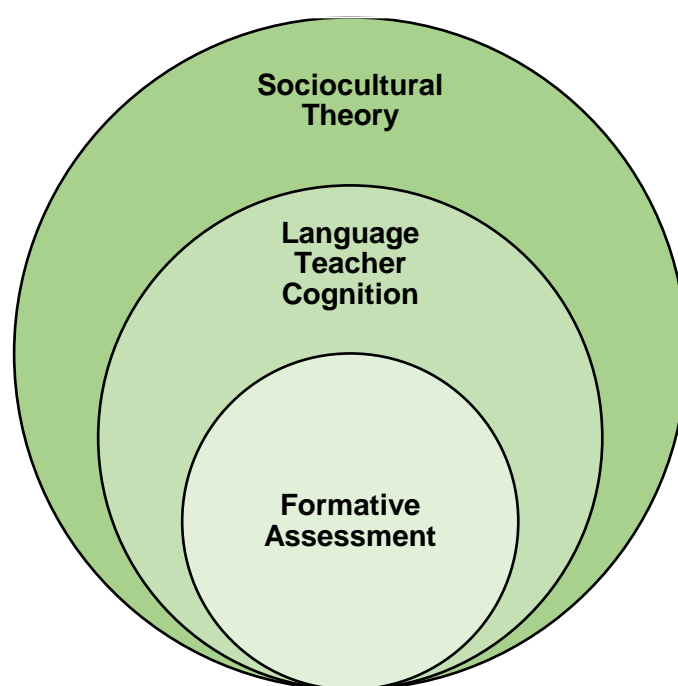 Sociocultural
Theory
Language
Teacher
Cognition
Formative
Assessment